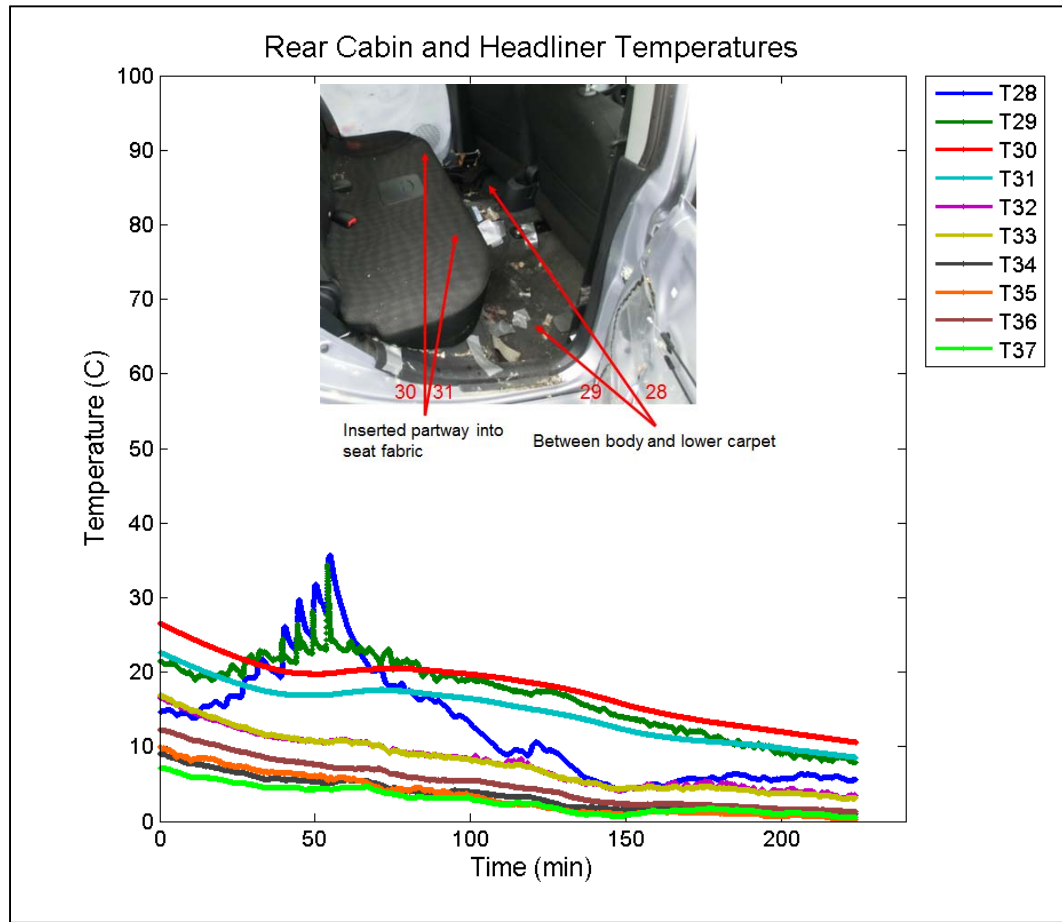 Rear Cabin and Headliner Temperatures
100
90
80
70
60
50
40
30
20
10
0
Temperature (C)
0 50 100 150 200
Time (min)
30 31 29 28
Inserted partway into
seat fabric
Between body and lower carpet
T28
T29
T30
T31
T32
T33
T34
T35
T36
T37